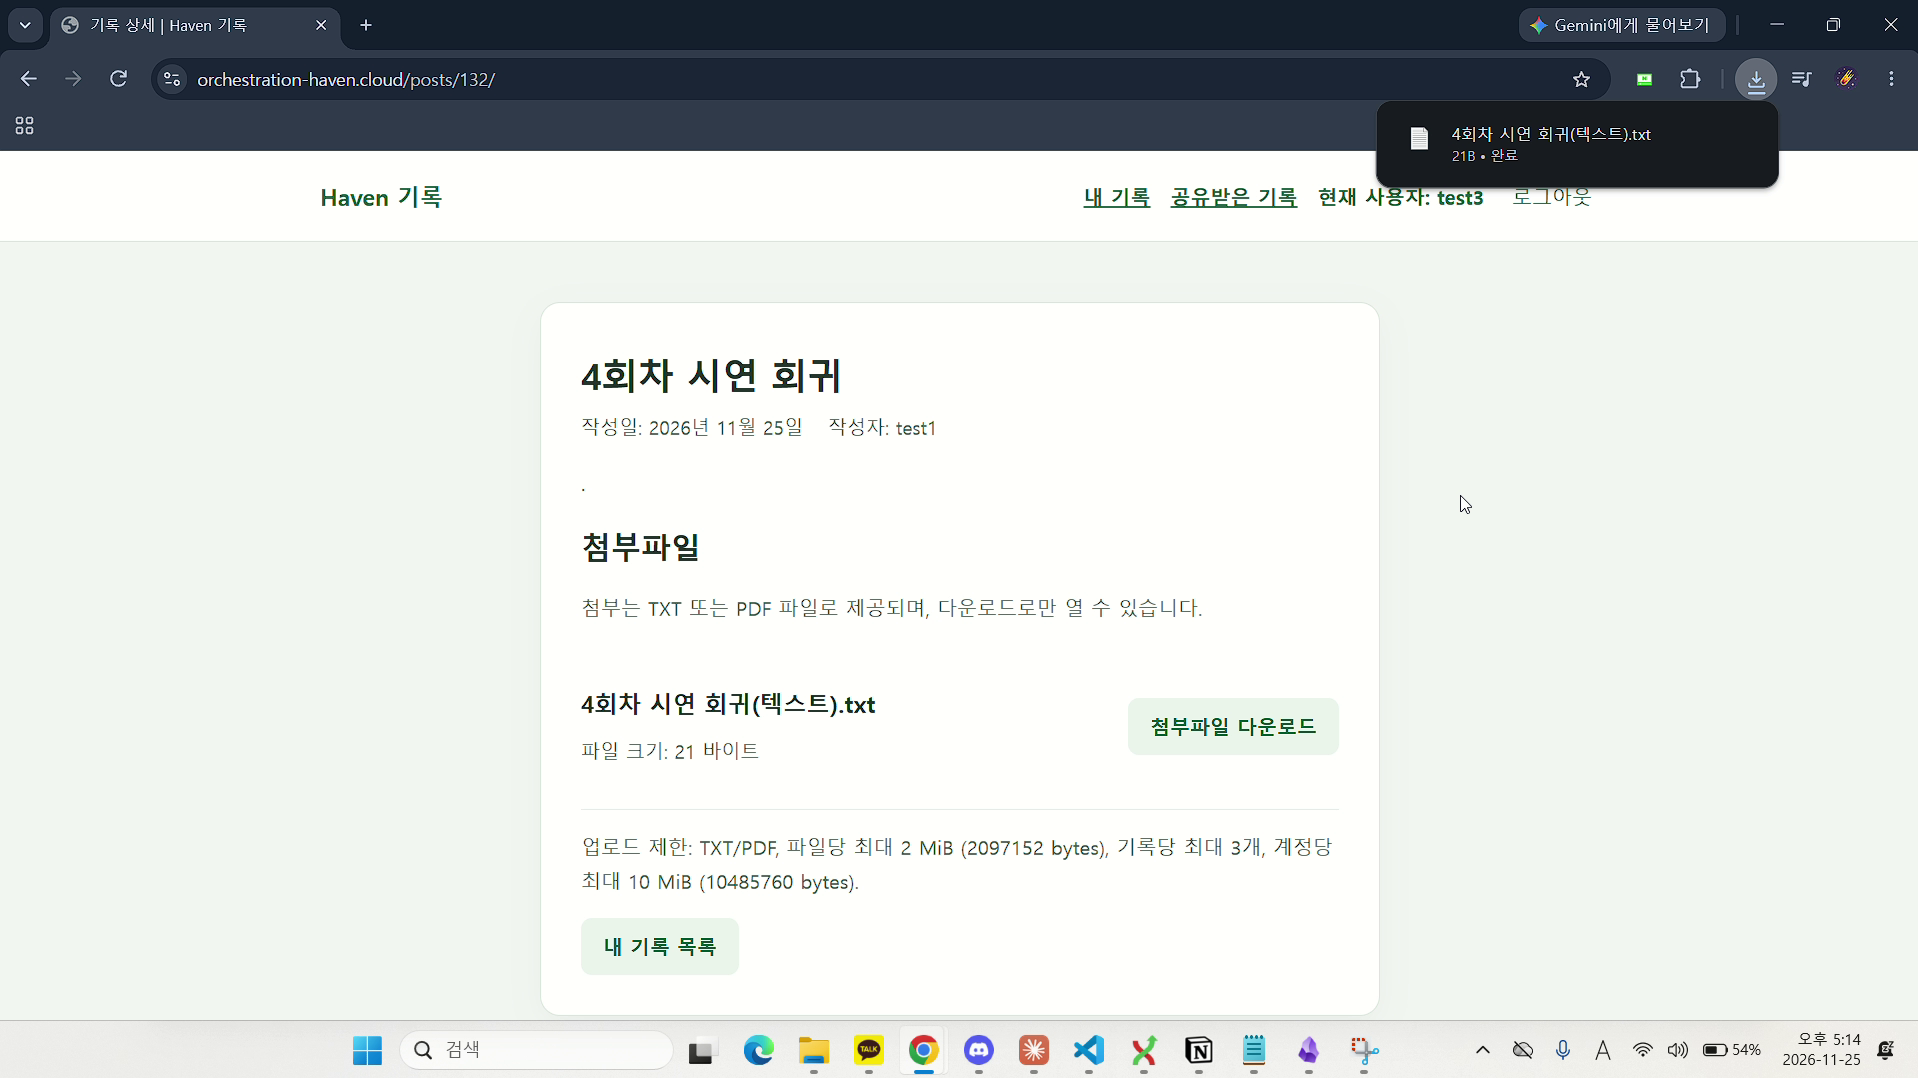 기록 상세 | Haven 기록
Gemini에게 물어보기
orchestration-haven.cloud/posts/132/
4회차 시연 회귀(텍스트).txt
21B • 완료
Haven 기록
내 기록 공유받은 기록 현재 사용자: test3 로그아웃
4회차 시연 회귀
작성일: 2026년 11월 25일 작성자: test1
.
첨부파일
첨부는 TXT 또는 PDF 파일로 제공되며, 다운로드로만 열 수 있습니다.
4회차 시연 회귀(텍스트).txt
첨부파일 다운로드
파일 크기: 21 바이트
업로드 제한: TXT/PDF, 파일당 최대 2 MiB (2097152 bytes), 기록당 최대 3개, 계정당
최대 10 MiB (10485760 bytes).
내 기록 목록
검색
TALK
A
54%
오후 5:14
2026-11-25